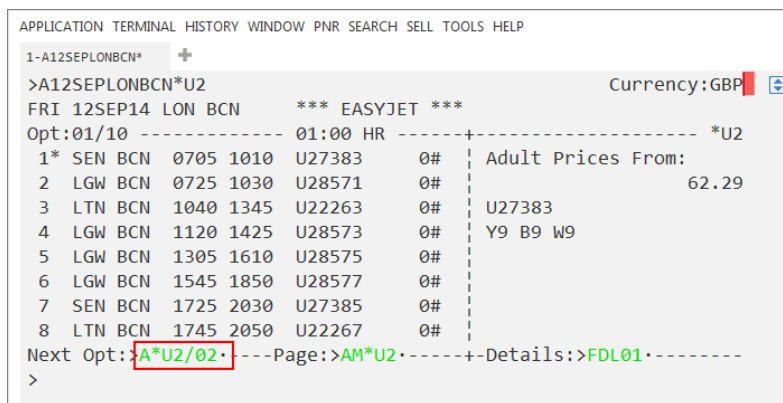 APPLICATION TERMINAL HISTORY WINDOW PNR SEARCH SELL TOOLS HELP
1-A12SEPLONBCN* +
>A12SEPLONBCN*U2 Currency:GBP
FRI 12SEP14 LON BCN *** EASYJET ***
Opt:01/10 ------------- 01:00 HR ------+-------------------- *U2
1* SEN BCN 0705 1010 U27383 0# ¦ Adult Prices From:
2 LGW BCN 0725 1030 U28571 0# ¦ 62.29
3 LTN BCN 1040 1345 U22263 0# ¦ U27383
4 LGW BCN 1120 1425 U28573 0# ¦ Y9 B9 W9
5 LGW BCN 1305 1610 U28575 0# ¦
6 LGW BCN 1545 1850 U28577 0# ¦
7 SEN BCN 1725 2030 U27385 0# ¦
8 LTN BCN 1745 2050 U22267 0# ¦
Next Opt:>A*U2/02·----Page:>AM*U2·-----+-Details:>FDL01·--------
>